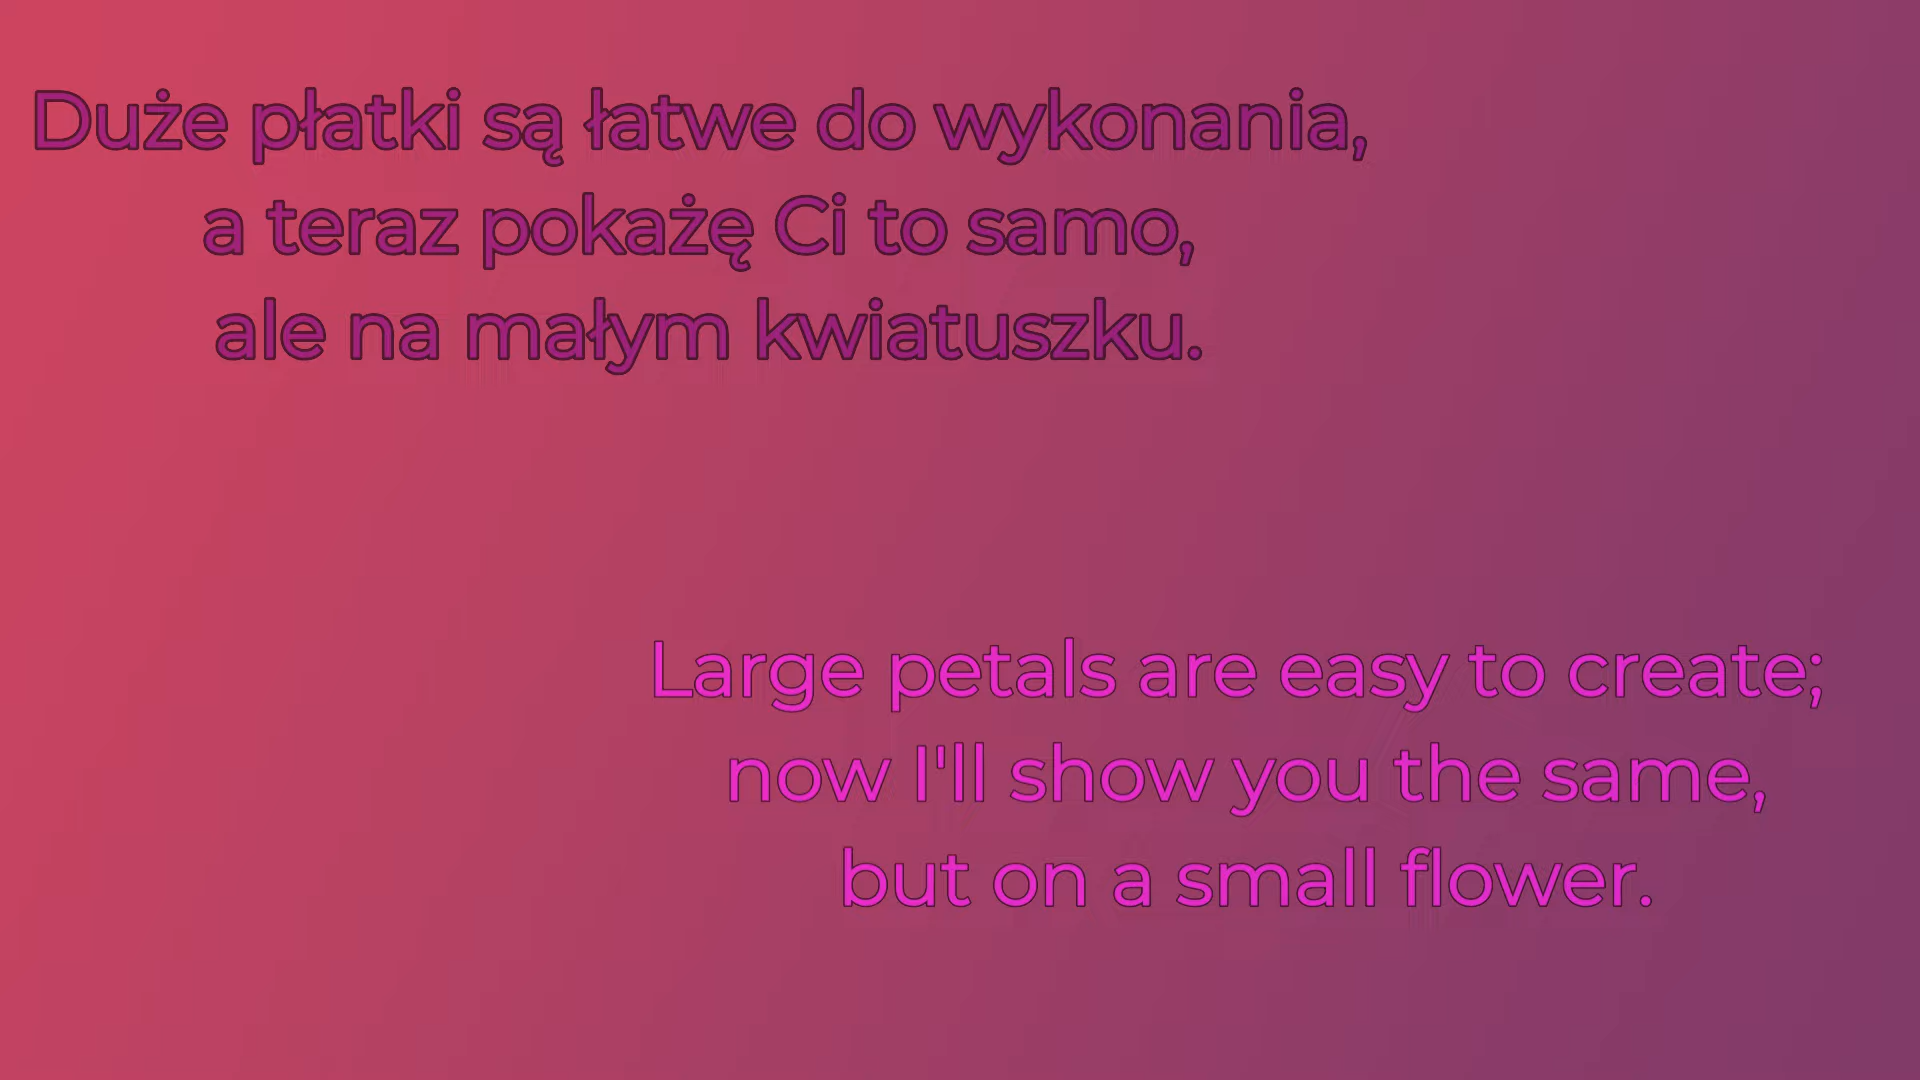 Duże płatki są łatwe do wykonania,
a teraz pokażę Ci to samo,
ale na małym kwiatuszku.
Large petals are easy to create;
now I'll show you the same,
but on a small flower.